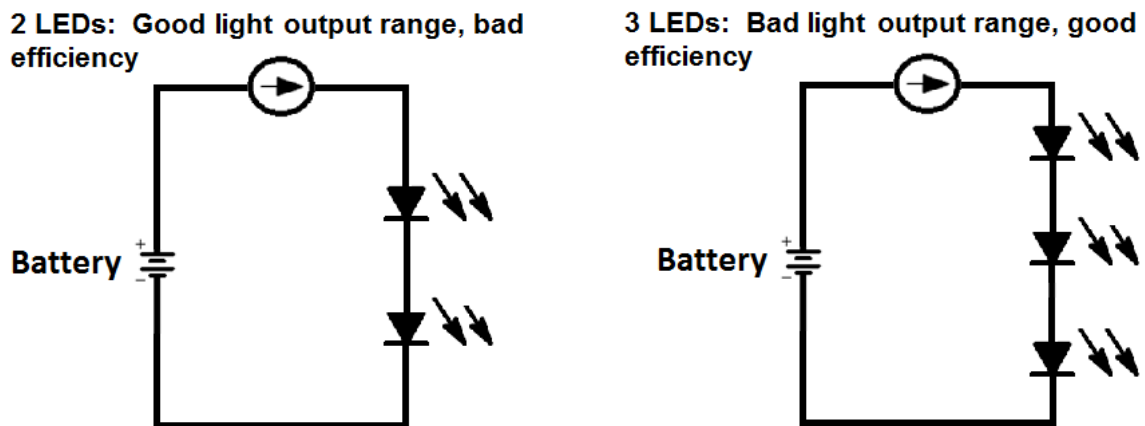 2 LEDs:  Good light output range, bad
efficiency
+
Battery
−
3 LEDs:  Bad light output range, good
efficiency
+
Battery
−